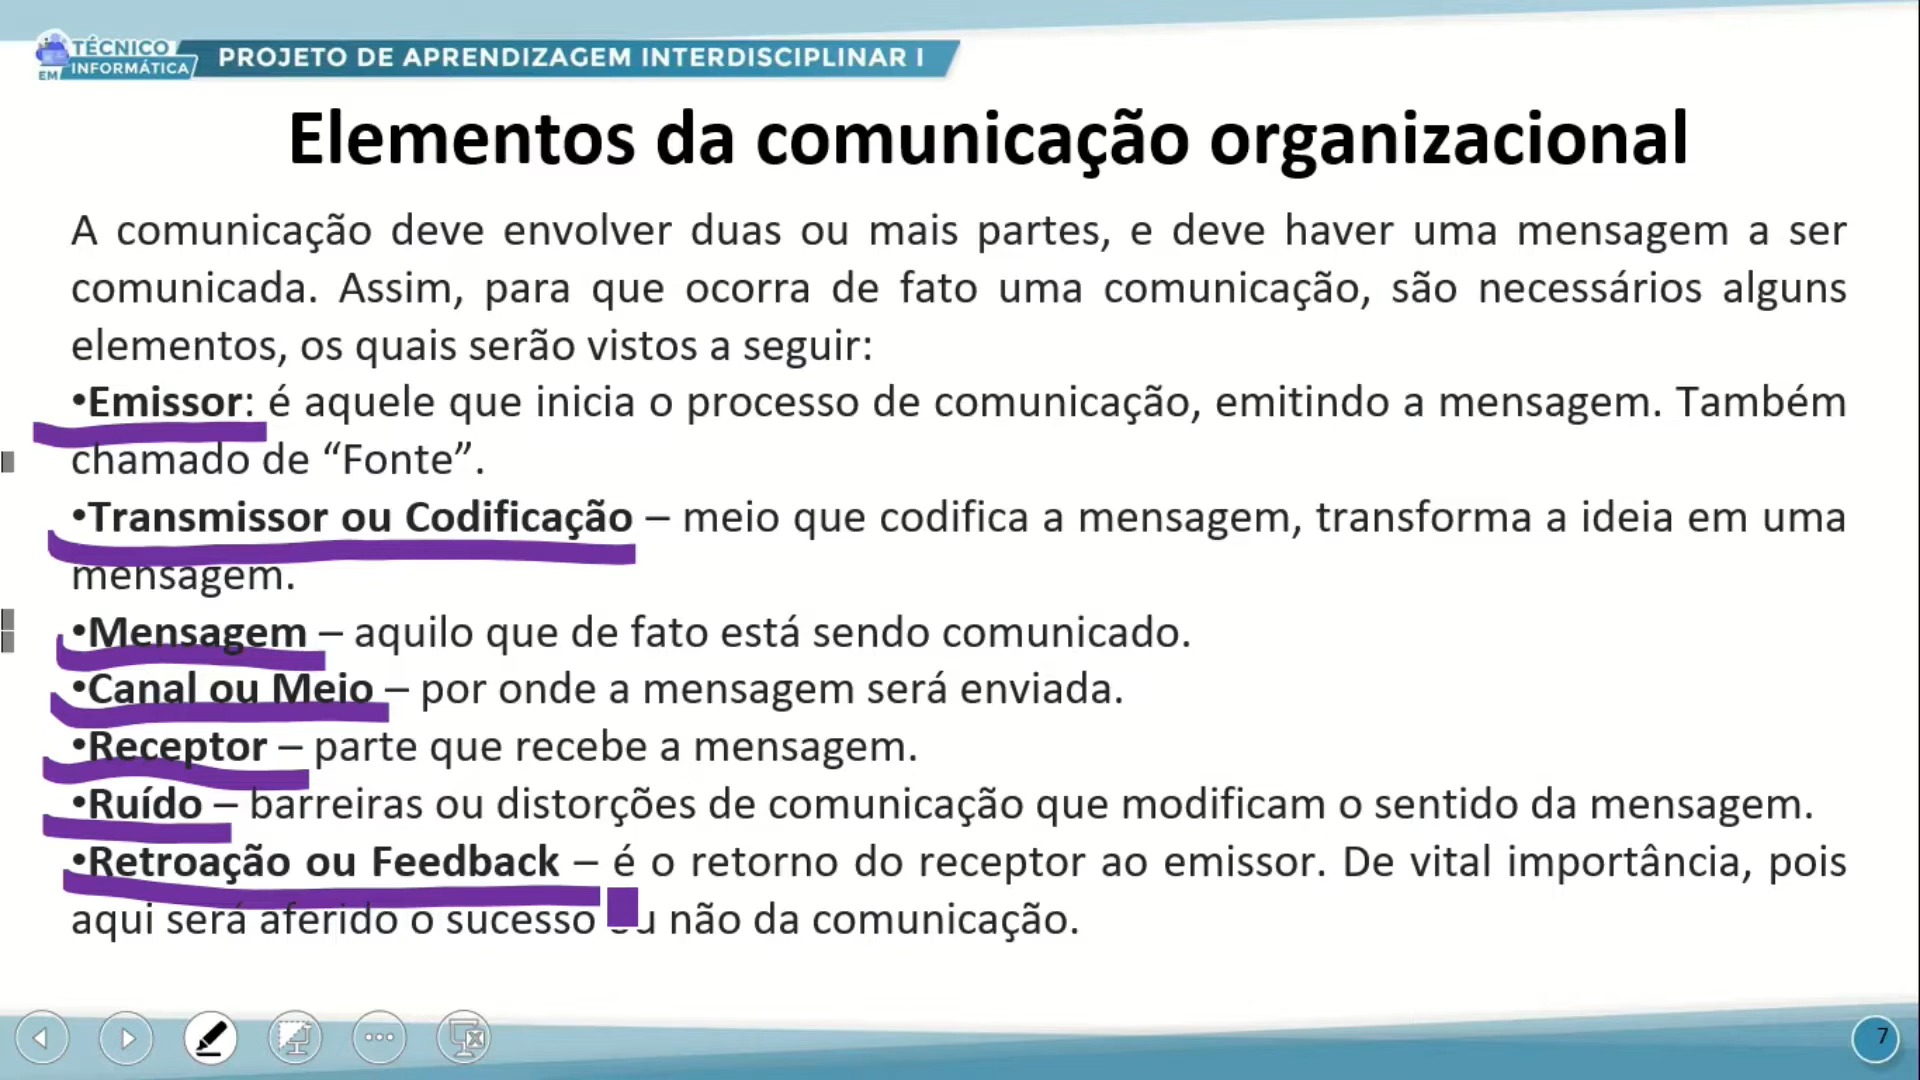 TÉCNICO
EM INFORMÁTICA
PROJETO DE APRENDIZAGEM INTERDISCIPLINAR I
Elementos da comunicação organizacional
A comunicação deve envolver duas ou mais partes, e deve haver uma mensagem a ser
comunicada. Assim, para que ocorra de fato uma comunicação, são necessários alguns
elementos, os quais serão vistos a seguir:
•Emissor: é aquele que inicia o processo de comunicação, emitindo a mensagem. Também
chamado de “Fonte”.
•Transmissor ou Codificação – meio que codifica a mensagem, transforma a ideia em uma
mensagem.
•Mensagem – aquilo que de fato está sendo comunicado.
•Canal ou Meio – por onde a mensagem será enviada.
•Receptor – parte que recebe a mensagem.
•Ruído – barreiras ou distorções de comunicação que modificam o sentido da mensagem.
•Retroação ou Feedback – é o retorno do receptor ao emissor. De vital importância, pois
aqui será aferido o sucesso ou não da comunicação.
7